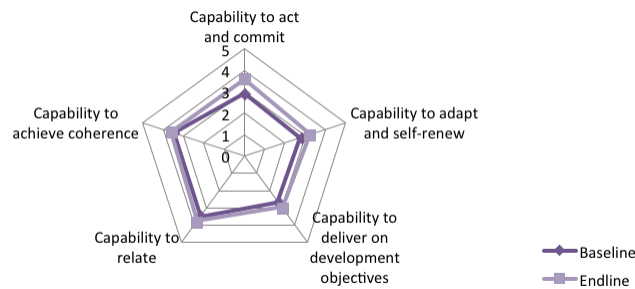 Capability to act
and commit
5
4
3
2
1
0
Capability to adapt
and self-renew
Capability to
deliver on
development
objectives
Capability to
relate
Capability to
achieve coherence
Baseline
Endline